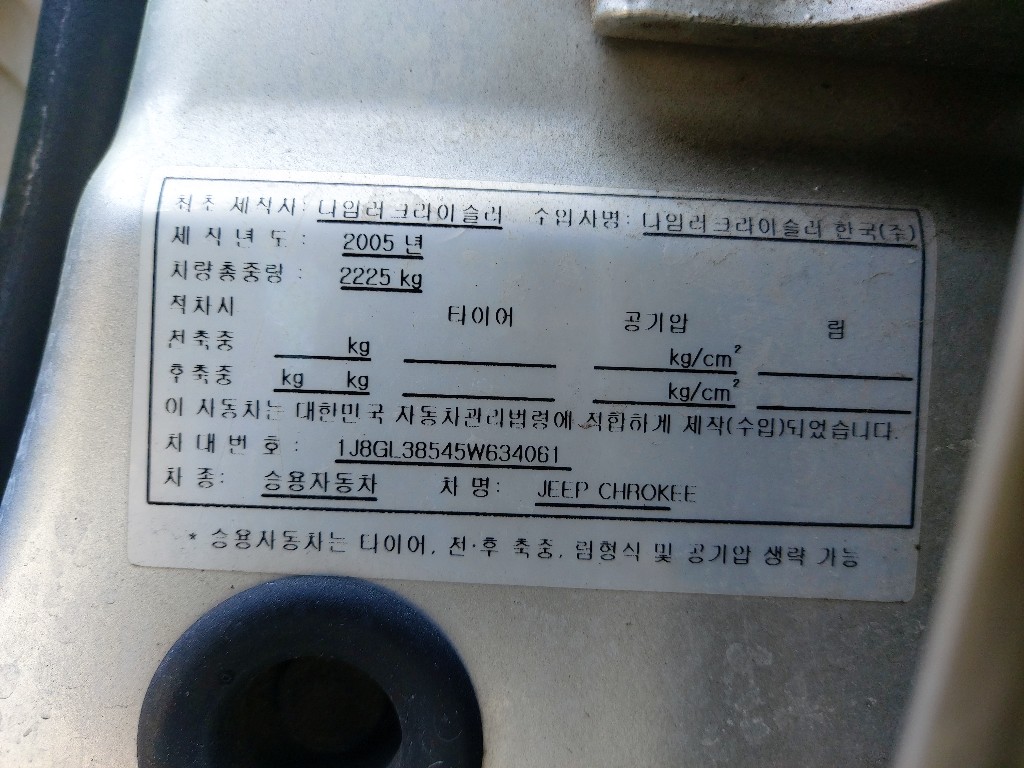 최초 제작사: 다임러크라이슬러 수입사명: 다임러크라이슬러 한국(주)
제 작 년 도 : 2005 년
차량총중량 : 2225 kg
적차시 타이어 공기압 림
전축중 kg kg/cm²
후축중 kg kg kg/cm²
이 자동차는 대한민국 자동차관리법령에 적합하게 제작(수입)되었습니다.
차 대 번 호 : 1J8GL38545W634061
차 종: 승용자동차 차 명: JEEP CHROKEE
* 승용자동차는 타이어, 전·후 축중, 림형식 및 공기압 생략 가능